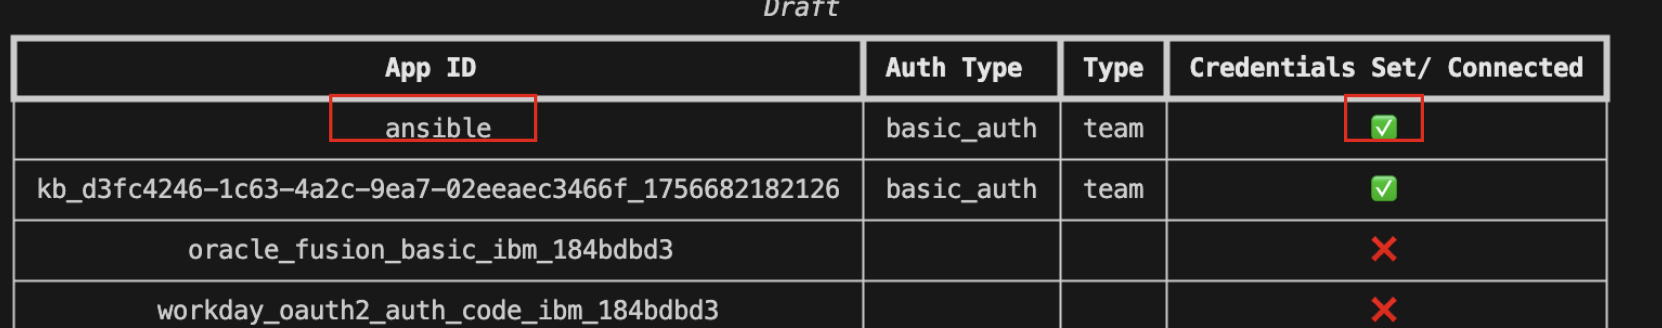 Draft
App ID Auth Type Type Credentials Set/ Connected
ansible basic_auth team ✅
kb_d3fc4246-1c63-4a2c-9ea7-02eeaec3466f_1756682182126 basic_auth team ✅
oracle_fusion_basic_ibm_184bdbd3 ❌
workday_oauth2_auth_code_ibm_184bdbd3 ❌